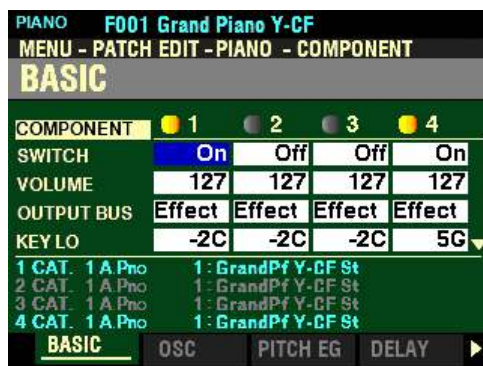 PIANO F001 Grand Piano Y-CF
MENU - PATCH EDIT - PIANO - COMPONENT
BASIC
COMPONENT 1 2 3 4
SWITCH On Off Off On
VOLUME 127 127 127 127
OUTPUT BUS Effect Effect Effect Effect
KEY LO -2C -2C -2C 5G
1 CAT. 1 A.Pno 1: GrandPf Y-CF St
2 CAT. 1 A.Pno 1: GrandPf Y-CF St
3 CAT. 1 A.Pno 1: GrandPf Y-CF St
4 CAT. 1 A.Pno 1: GrandPf Y-CF St
BASIC OSC PITCH EG DELAY